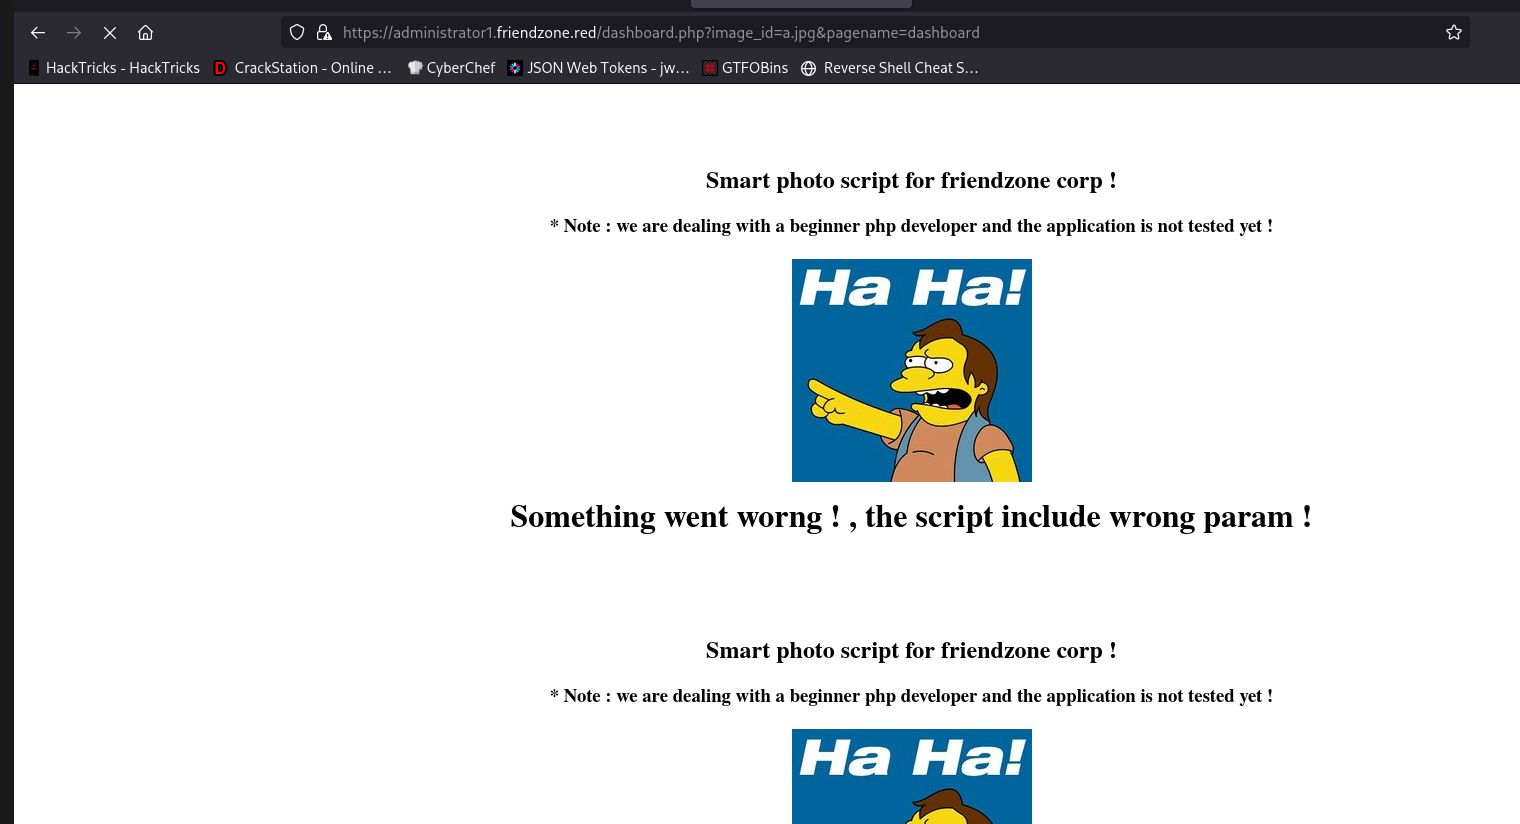 https://administrator1.friendzone.red/dashboard.php?image_id=a.jpg&pagename=dashboard
HackTricks - HackTricks CrackStation - Online ... CyberChef JSON Web Tokens - jw... GTFOBins Reverse Shell Cheat S...
Smart photo script for friendzone corp !
* Note : we are dealing with a beginner php developer and the application is not tested yet !
Ha Ha!
Something went worng ! , the script include wrong param !
Smart photo script for friendzone corp !
* Note : we are dealing with a beginner php developer and the application is not tested yet !
Ha Ha!